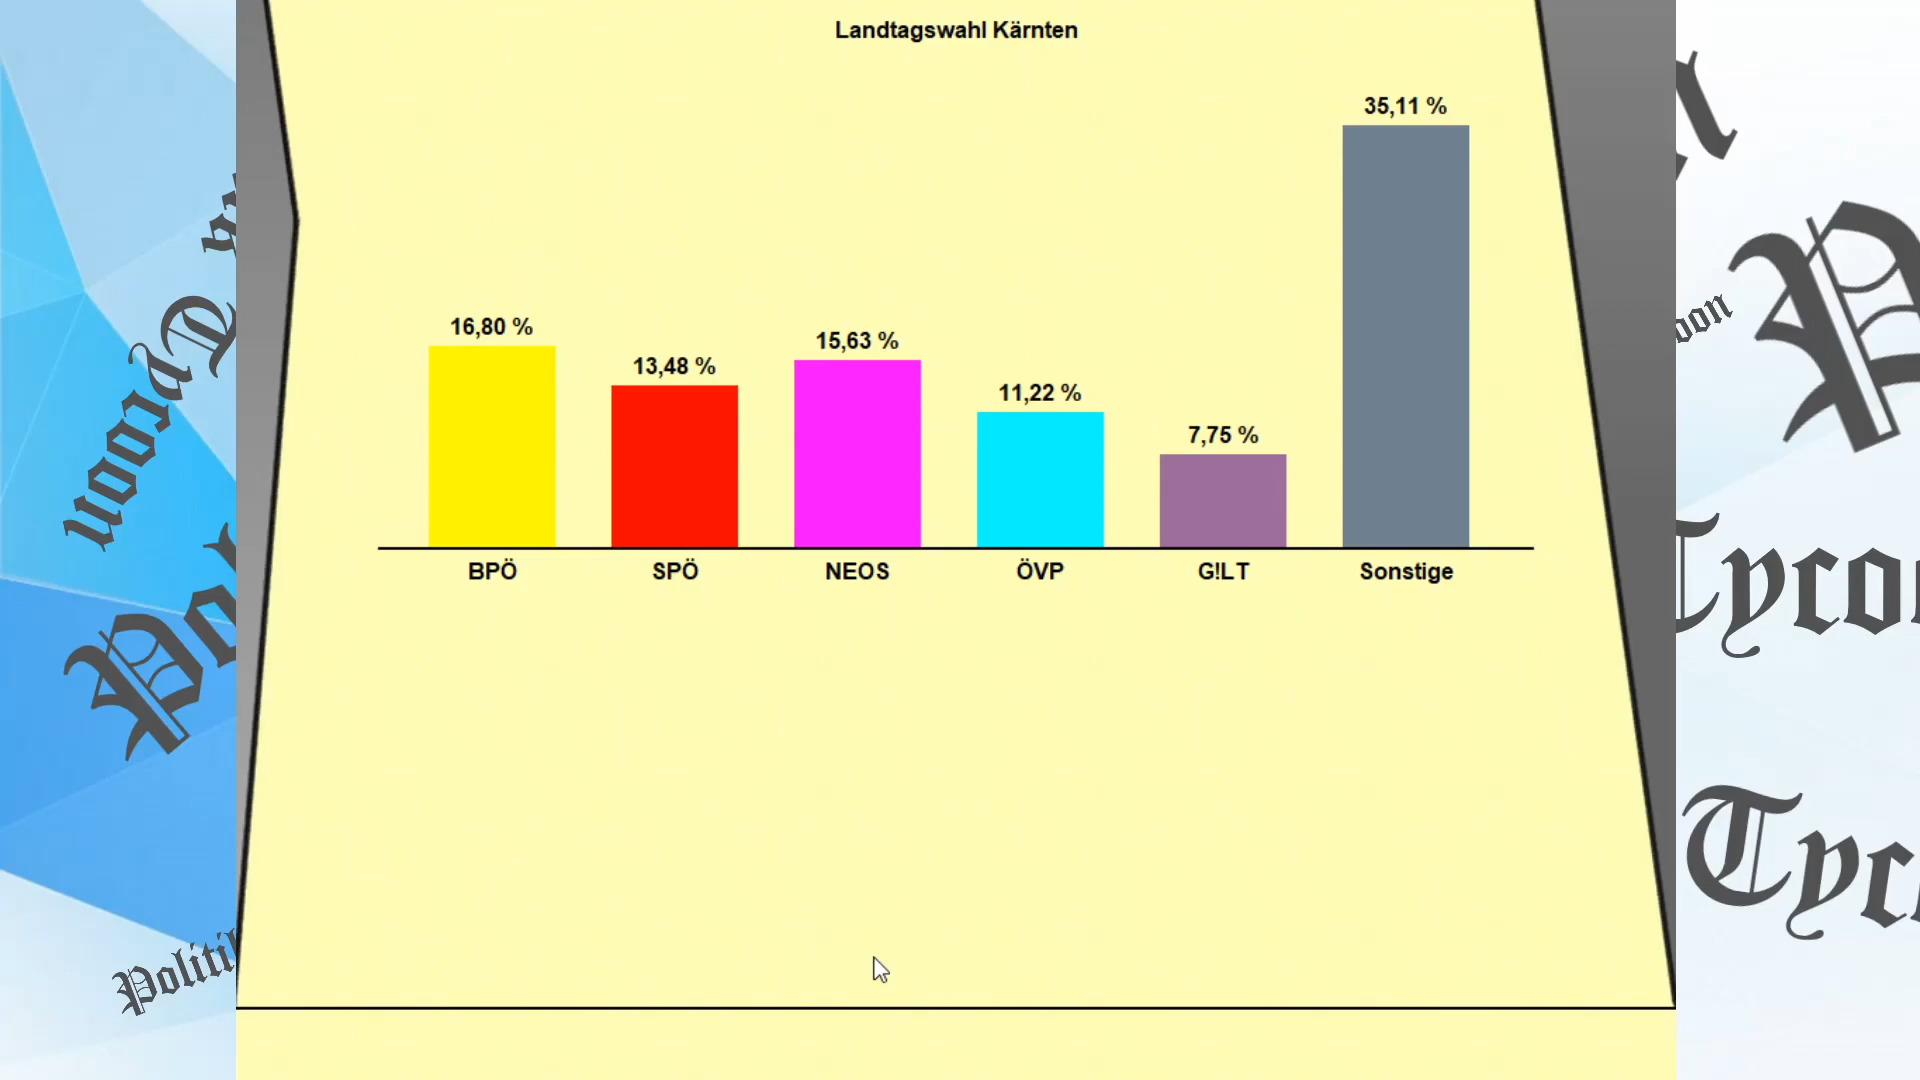 Landtagswahl Kärnten
35,11 %
16,80 %
15,63 %
13,48 %
11,22 %
7,75 %
BPÖ SPÖ NEOS ÖVP G!LT Sonstige
Tycoon